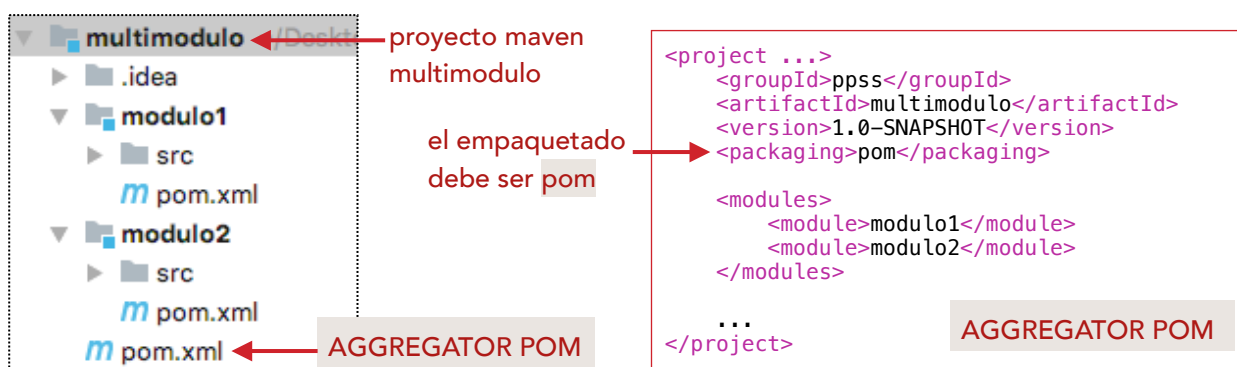 multimodulo /Deskt
.idea
modulo1
src
m pom.xml
modulo2
src
m pom.xml
m pom.xml
proyecto maven
multimodulo
el empaquetado
debe ser pom
AGGREGATOR POM
<project ...>
<groupId>ppss</groupId>
<artifactId>multimodulo</artifactId>
<version>1.0-SNAPSHOT</version>
<packaging>pom</packaging>
<modules>
<module>modulo1</module>
<module>modulo2</module>
</modules>
...
</project>
AGGREGATOR POM